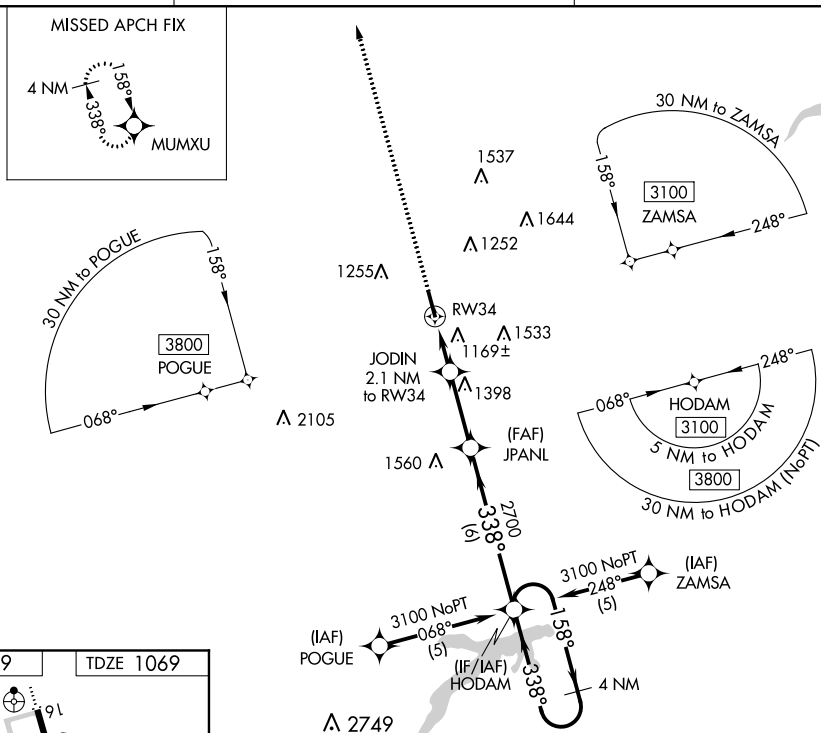 MISSED APCH FIX
4 NM
158°
338°
MUMXU
30 NM to POGUE
158°
3800
POGUE
068°
30 NM to ZAMSA
158°
3100
ZAMSA
248°
1537
1644
1252
1255
RW34
1533
1169±
JODIN
2.1 NM
to RW34
1398
2105
(FAF)
JPANL
1560
068°
248°
HODAM
3100
5 NM to HODAM
3800
30 NM to HODAM (NoPT)
2700
338°
(6)
3100 NoPT
248°
(5)
(IAF)
ZAMSA
3100 NoPT
068°
(5)
(IAF)
POGUE
(IF/IAF)
HODAM
158°
338°
4 NM
2749
9
TDZE 1069
16